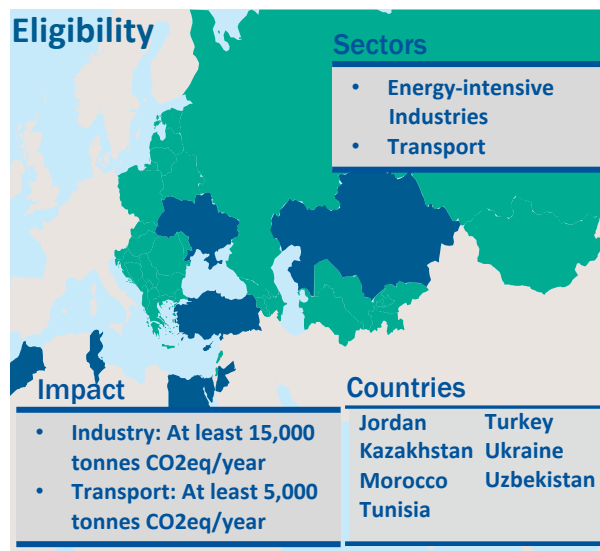 Eligibility
Sectors
• Energy-intensive
Industries
• Transport
Impact
• Industry: At least 15,000
tonnes CO2eq/year
• Transport: At least 5,000
tonnes CO2eq/year
Countries
Jordan
Kazakhstan
Morocco
Tunisia
Turkey
Ukraine
Uzbekistan